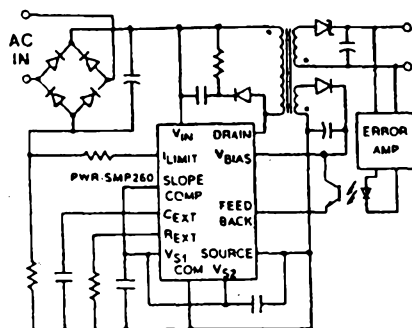 AC
IN
VIN
DRAIN
ILIMIT
VBIAS
ERROR
AMP
PWR-SMP260
SLOPE
COMP
FEED
BACK
CEXT
REXT
VS1
SOURCE
COM
VS2